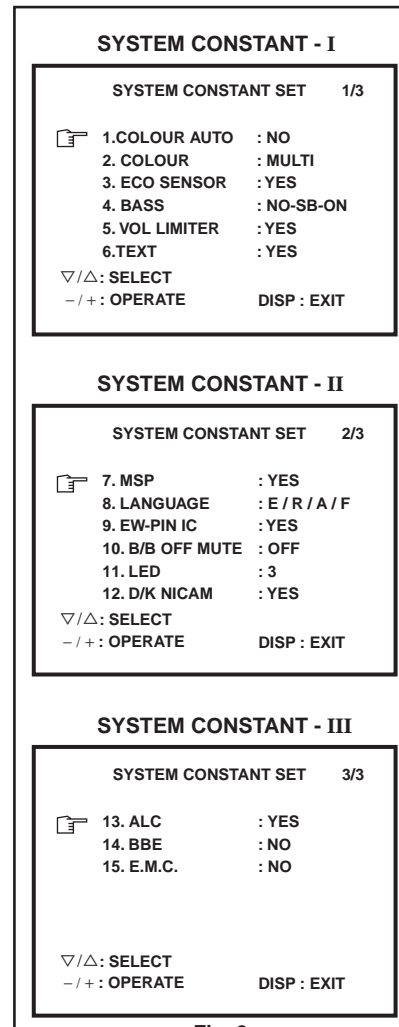 SYSTEM CONSTANT - I
SYSTEM CONSTANT SET 1/3
1.COLOUR AUTO : NO
2. COLOUR : MULTI
3. ECO SENSOR : YES
4. BASS : NO-SB-ON
5. VOL LIMITER : YES
6.TEXT : YES
▽/△: SELECT
– / + : OPERATE DISP : EXIT
SYSTEM CONSTANT - II
SYSTEM CONSTANT SET 2/3
7. MSP : YES
8. LANGUAGE : E / R / A / F
9. EW-PIN IC : YES
10. B/B OFF MUTE : OFF
11. LED : 3
12. D/K NICAM : YES
▽/△: SELECT
– / + : OPERATE DISP : EXIT
SYSTEM CONSTANT - III
SYSTEM CONSTANT SET 3/3
13. ALC : YES
14. BBE : NO
15. E.M.C. : NO
▽/△: SELECT
– / + : OPERATE DISP : EXIT